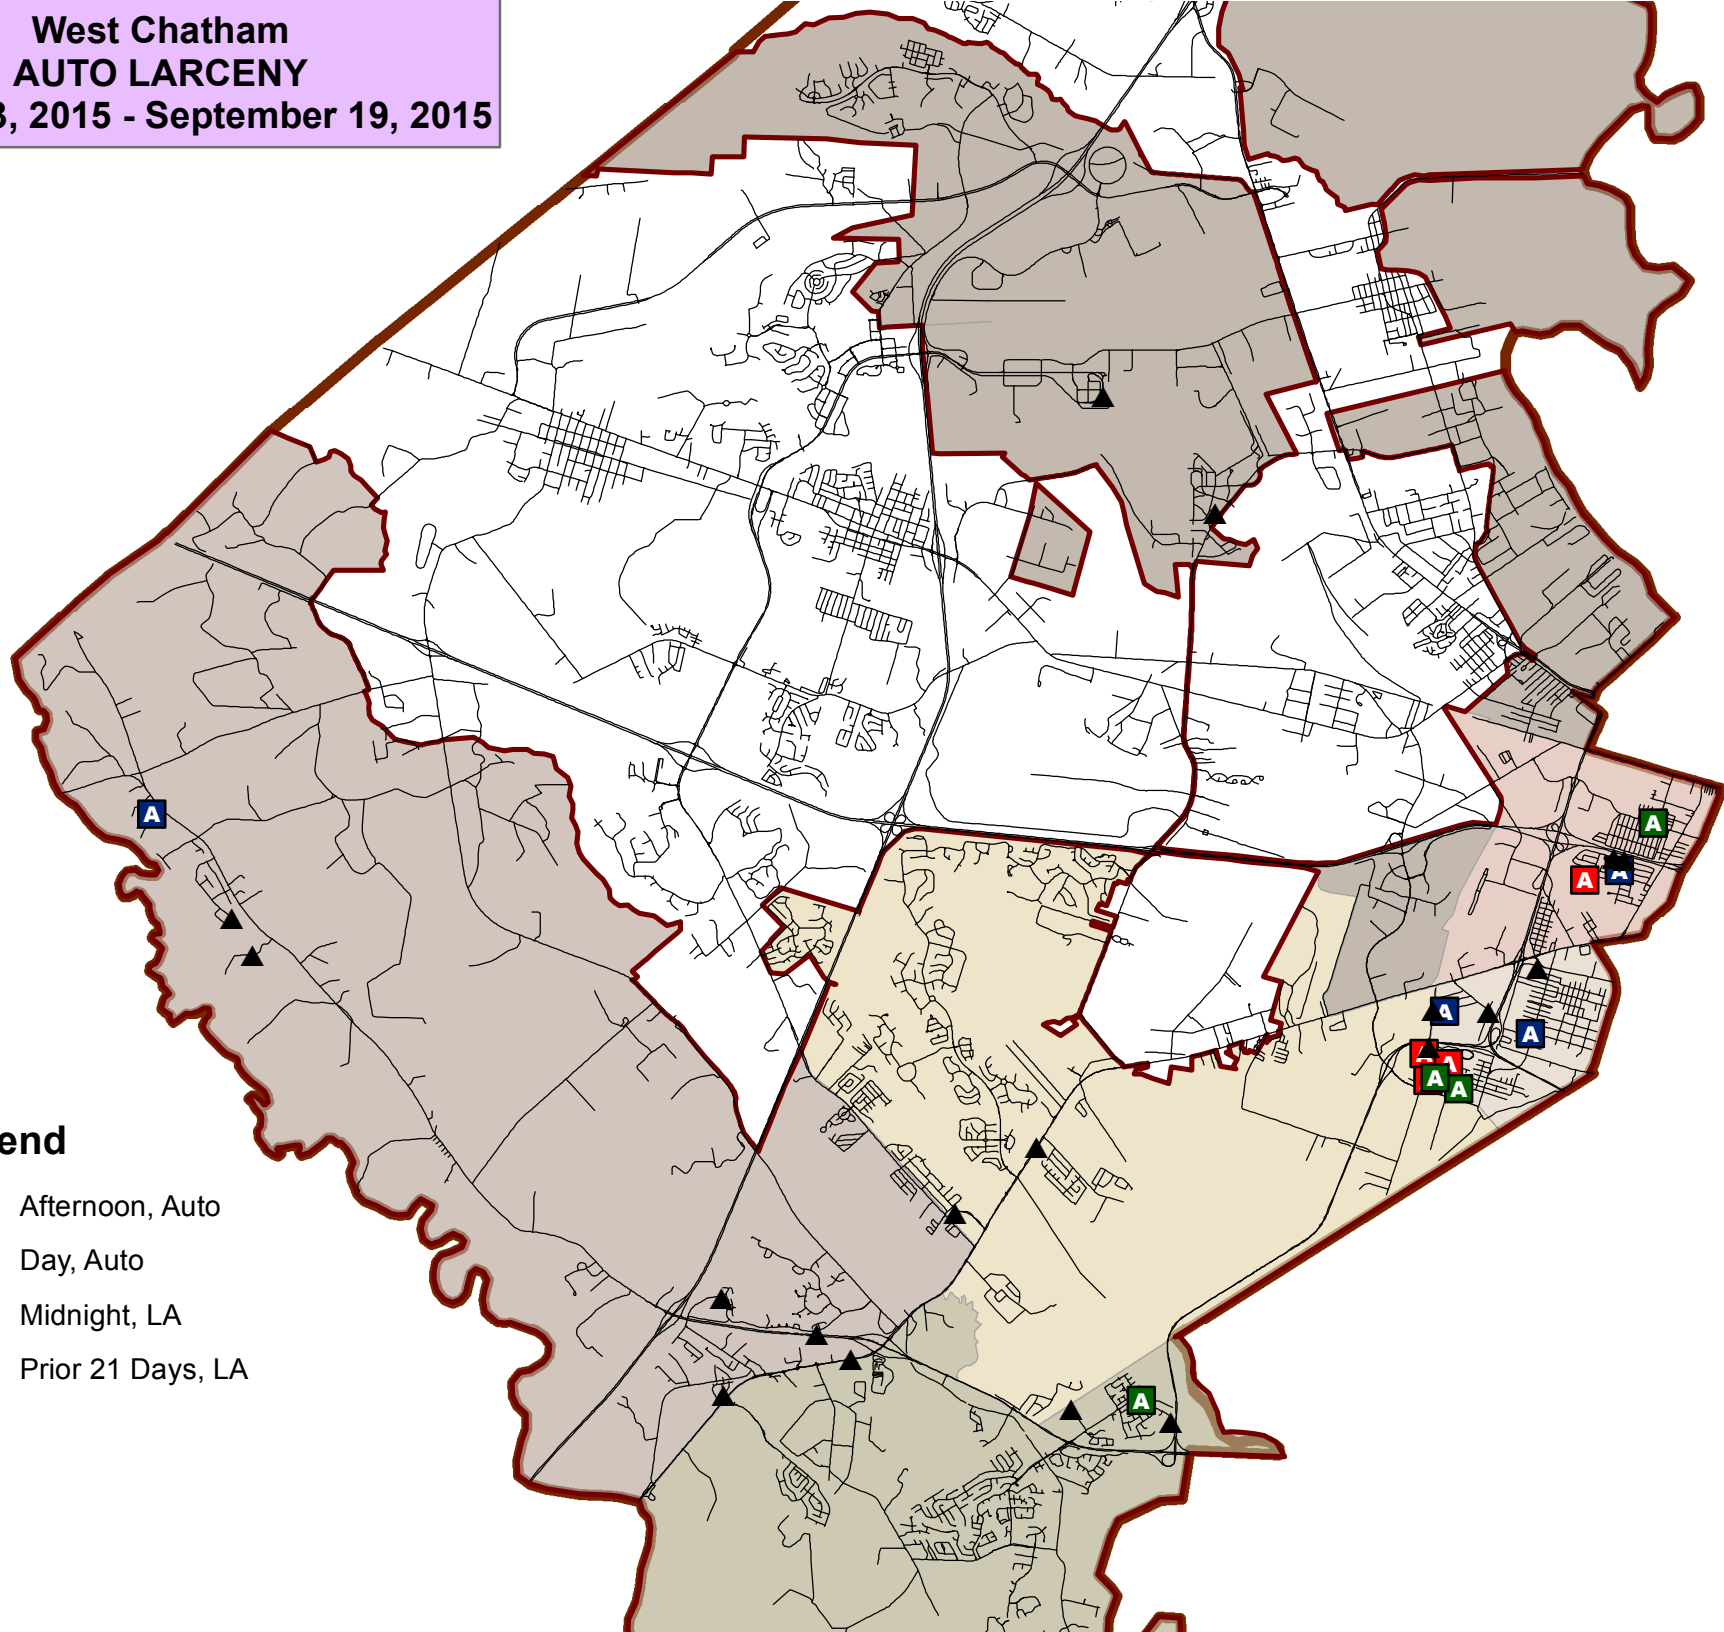 West Chatham
AUTO LARCENY
, 2015 - September 19, 2015
end
Afternoon, Auto
Day, Auto
Midnight, LA
Prior 21 Days, LA
A
A
A
A
A
A
A
A
A
A
A